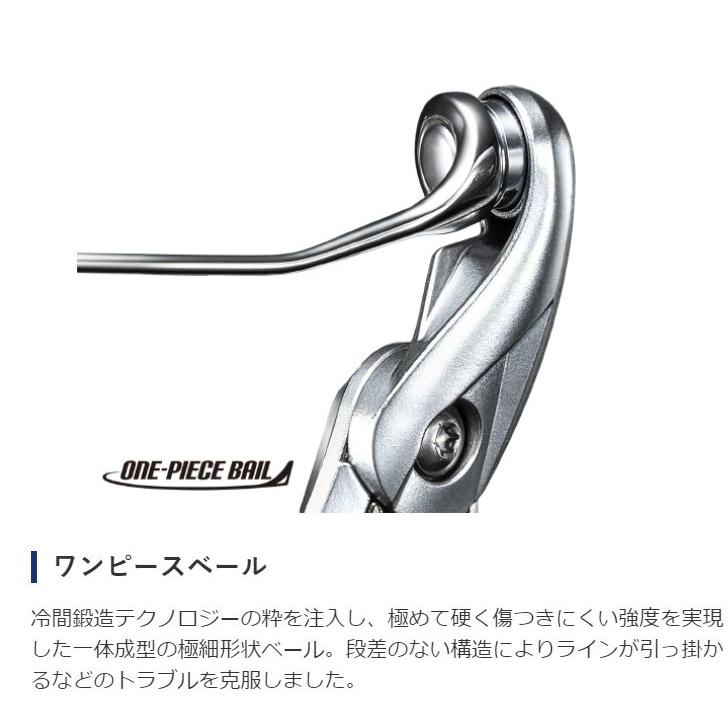 ONE-PIECE BAIL
ワンピースベール
冷間鍛造テクノロジーの粋を注入し、極めて硬く傷つきにくい強度を実現
した一体成型の極細形状ベール。段差のない構造によりラインが引っ掛か
るなどのトラブルを克服しました。